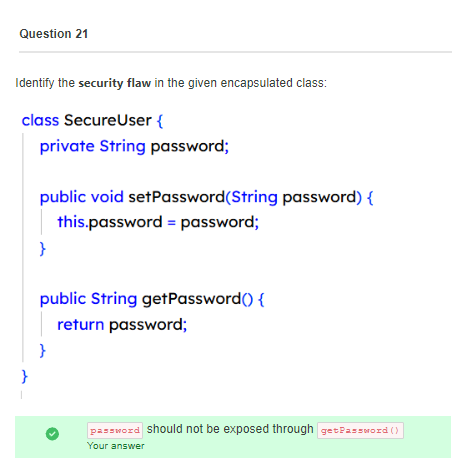 Question 21
Identify the security flaw in the given encapsulated class:
class SecureUser {
private String password;
public void setPassword(String password) {
this.password = password;
}
public String getPassword() {
return password;
}
}
password should not be exposed through getPassword()
Your answer